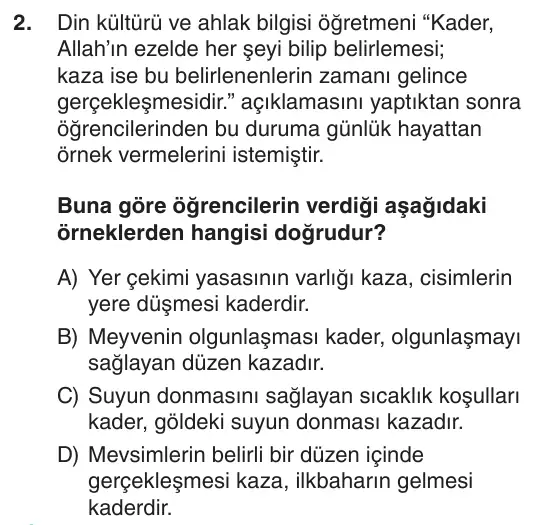 2. Din kültürü ve ahlak bilgisi öğretmeni “Kader,
Allah’ın ezelde her şeyi bilip belirlemesi;
kaza ise bu belirlenenlerin zamanı gelince
gerçekleşmesidir.” açıklamasını yaptıktan sonra
öğrencilerinden bu duruma günlük hayattan
örnek vermelerini istemiştir.
Buna göre öğrencilerin verdiği aşağıdaki
örneklerden hangisi doğrudur?
A) Yer çekimi yasasının varlığı kaza, cisimlerin
yere düşmesi kaderdir.
B) Meyvenin olgunlaşması kader, olgunlaşmayı
sağlayan düzen kazadır.
C) Suyun donmasını sağlayan sıcaklık koşulları
kader, göldeki suyun donması kazadır.
D) Mevsimlerin belirli bir düzen içinde
gerçekleşmesi kaza, ilkbaharın gelmesi
kaderdir.